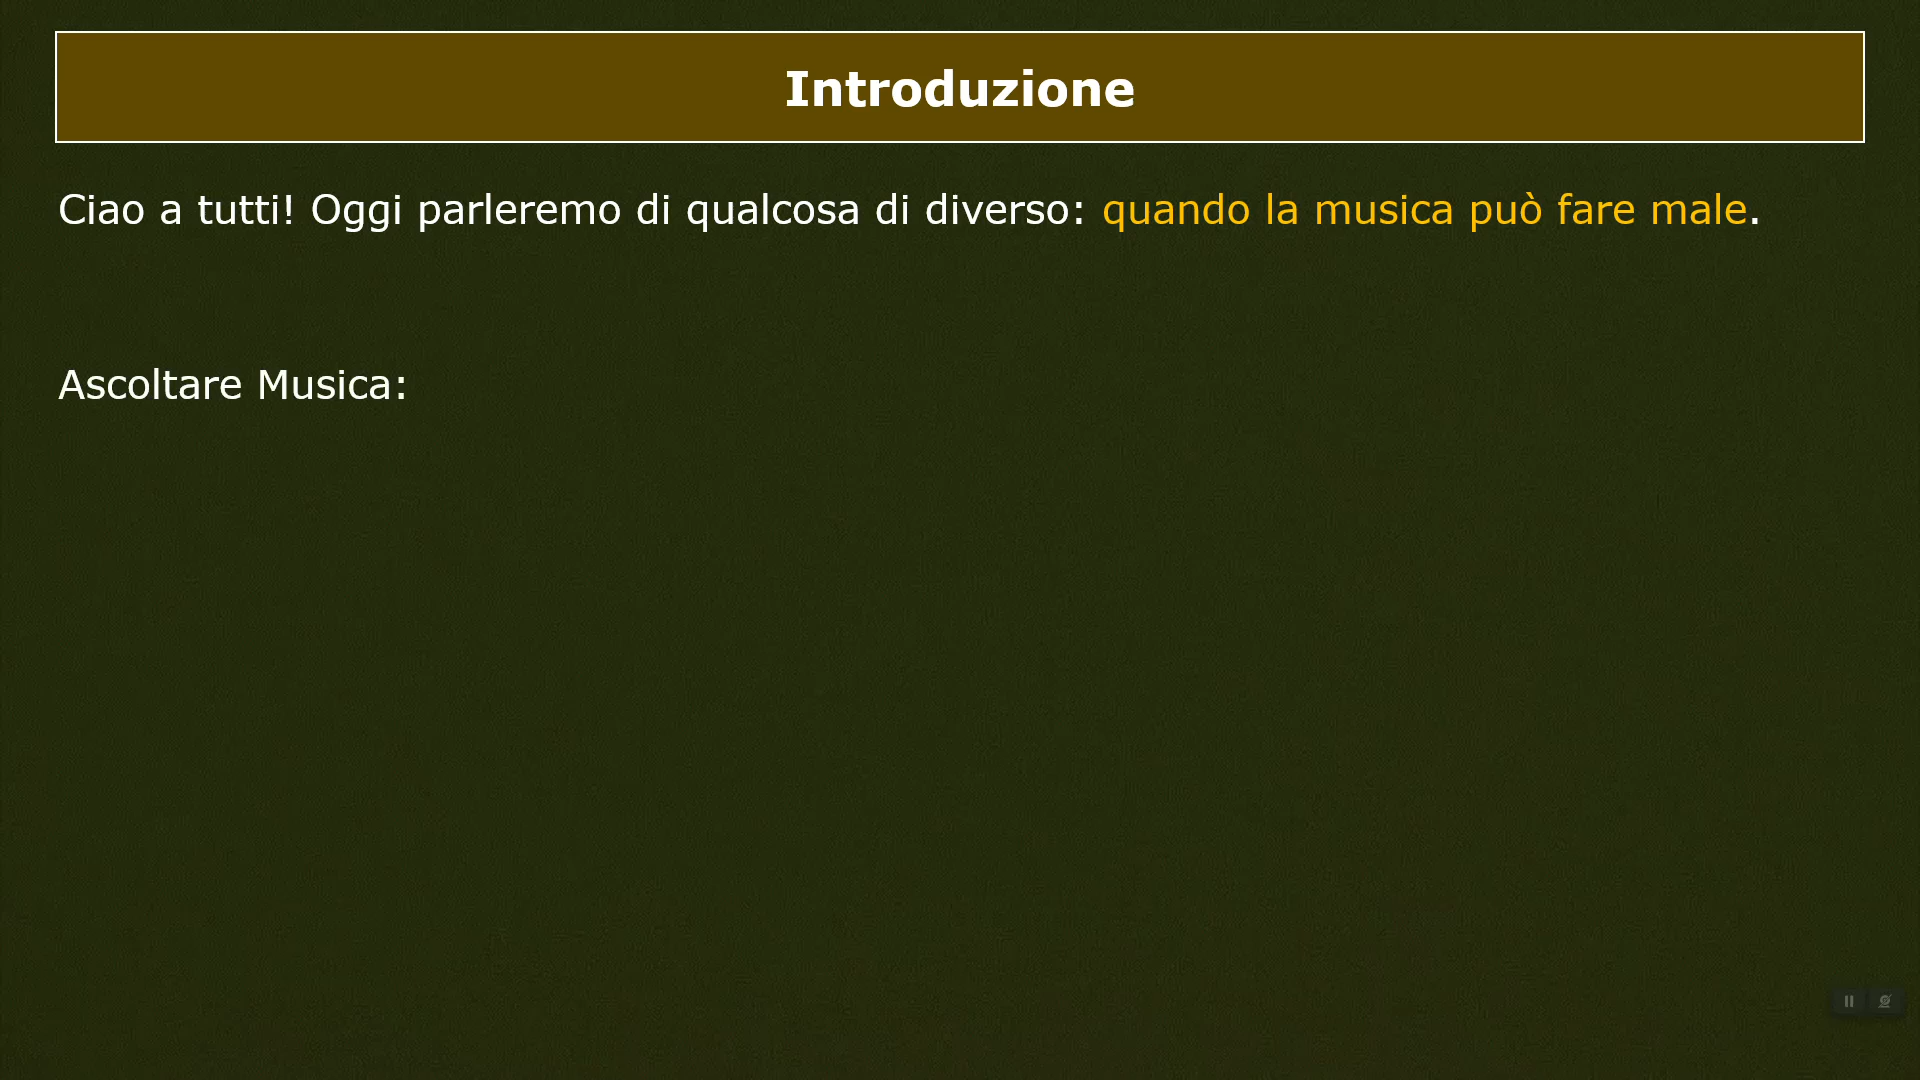 Introduzione
Ciao a tutti! Oggi parleremo di qualcosa di diverso: quando la musica può fare male.
Ascoltare Musica: